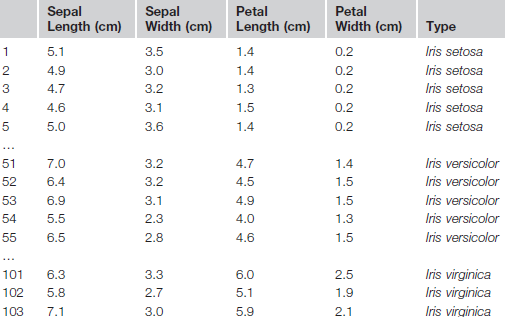 Sepal Length (cm) Sepal Width (cm) Petal Length (cm) Petal Width (cm) Type
1 5.1 3.5 1.4 0.2 Iris setosa
2 4.9 3.0 1.4 0.2 Iris setosa
3 4.7 3.2 1.3 0.2 Iris setosa
4 4.6 3.1 1.5 0.2 Iris setosa
5 5.0 3.6 1.4 0.2 Iris setosa
...
51 7.0 3.2 4.7 1.4 Iris versicolor
52 6.4 3.2 4.5 1.5 Iris versicolor
53 6.9 3.1 4.9 1.5 Iris versicolor
54 5.5 2.3 4.0 1.3 Iris versicolor
55 6.5 2.8 4.6 1.5 Iris versicolor
...
101 6.3 3.3 6.0 2.5 Iris virginica
102 5.8 2.7 5.1 1.9 Iris virginica
103 7.1 3.0 5.9 2.1 Iris virginica